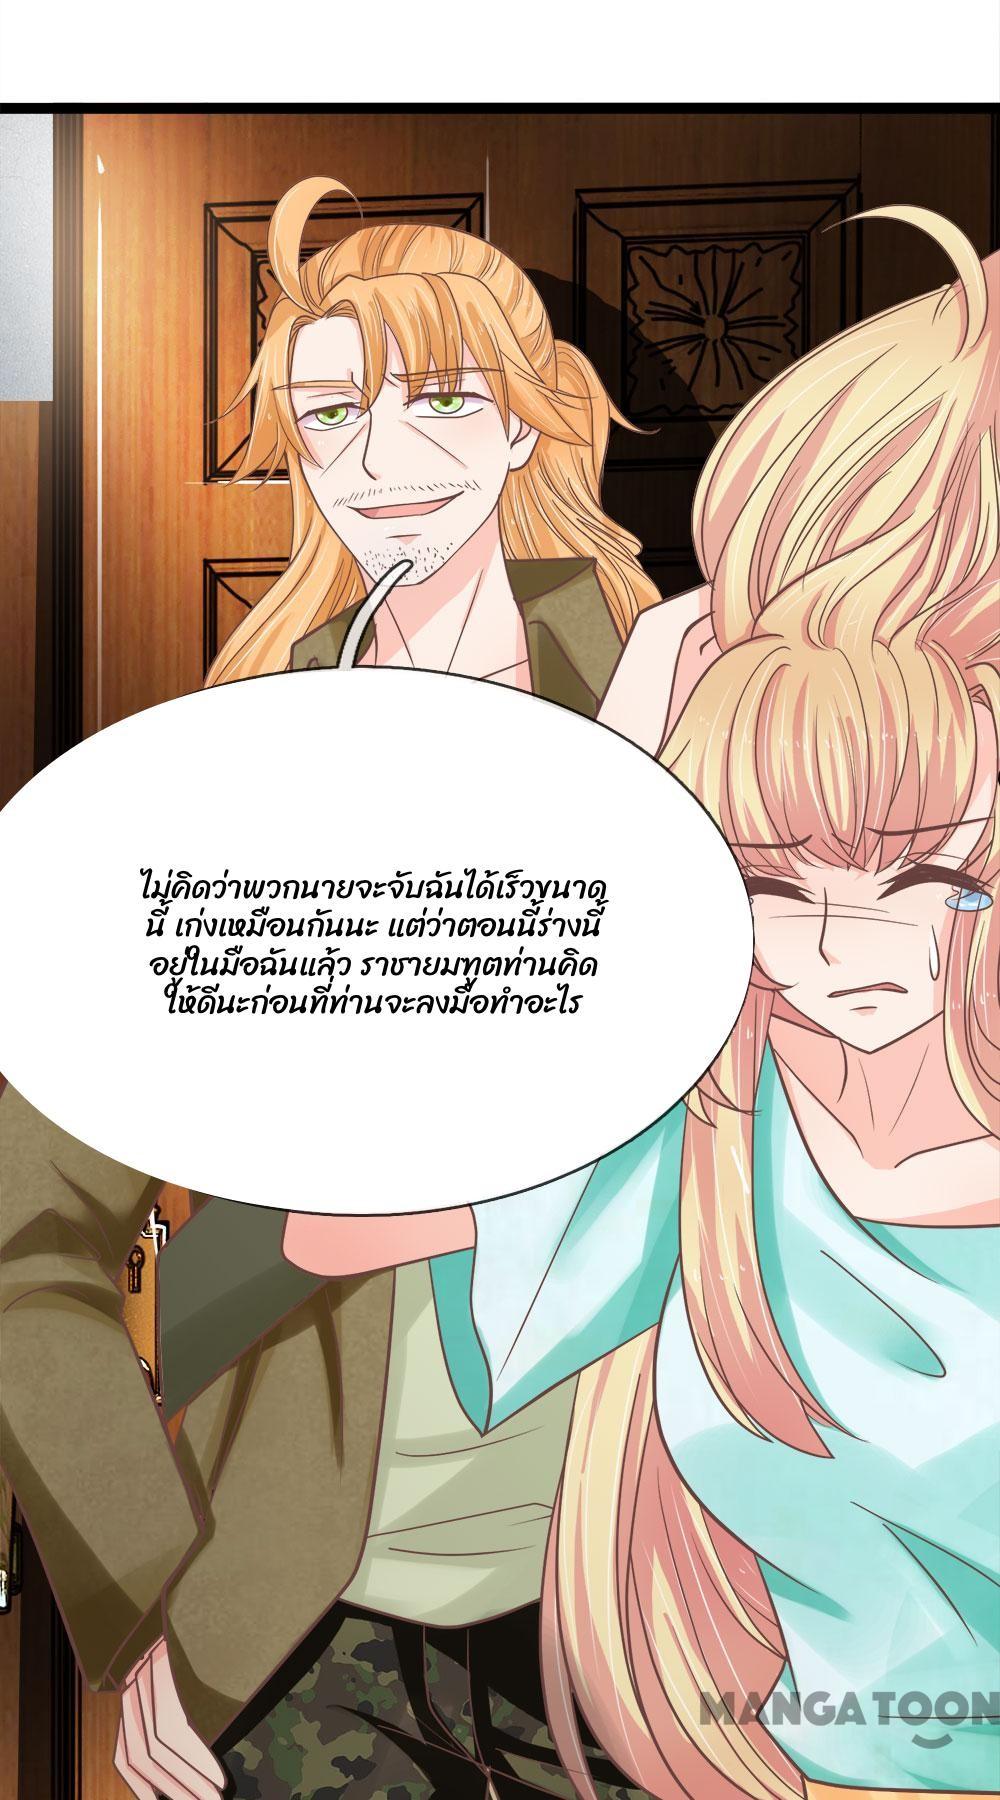 ไม่คิดว่าพวกนายจะจับฉันได้เร็วขนาด
นี้ เก่งเหมือนกันนะ แต่ว่าตอนนี้ร่างนี้
อยู่ในมือฉันแล้ว ราชายมฑูตท่านคิด
ให้ดีนะก่อนที่ท่านจะลงมือทำอะไร
MANGATOON